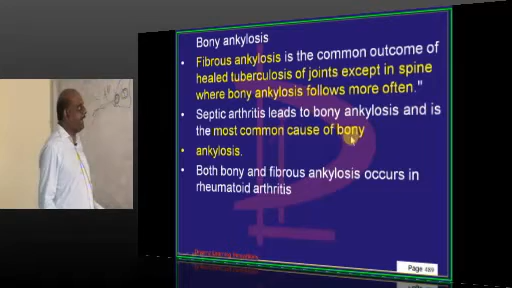 Bony ankylosis
• Fibrous ankylosis is the common outcome of
healed tuberculosis of joints except in spine
where bony ankylosis follows more often."
• Septic arthritis leads to bony ankylosis and is
the most common cause of bony
• ankylosis.
• Both bony and fibrous ankylosis occurs in
rheumatoid arthritis
Page 489